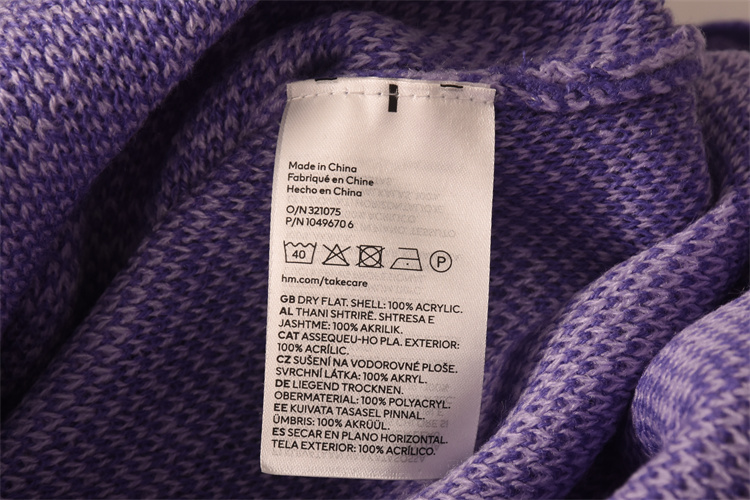 Made in China
Fabriqué en Chine
Hecho en China
O/N 321075
P/N 1049670 6
40
P
hm.com/takecare
GB DRY FLAT. SHELL: 100% ACRYLIC.
AL THANI SHTRIRË. SHTRESA E
JASHTME: 100% AKRILIK.
CAT ASSEQUEU-HO PLA. EXTERIOR:
100% ACRÍLIC.
CZ SUŠENÍ NA VODOROVNÉ PLOŠE.
SVRCHNÍ LÁTKA: 100% AKRYL.
DE LIEGEND TROCKNEN.
OBERMATERIAL: 100% POLYACRYL.
EE KUIVATA TASASEL PINNAL.
ÜMBRIS: 100% AKRÜÜL.
ES SECAR EN PLANO HORIZONTAL.
TELA EXTERIOR: 100% ACRÍLICO.